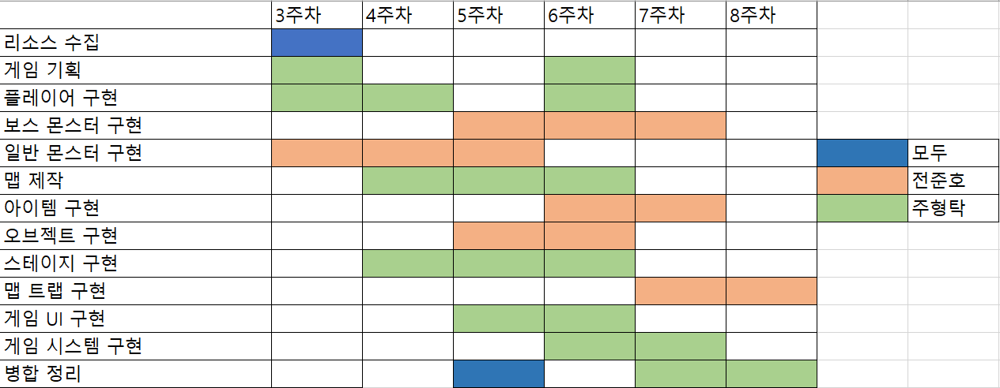 3주차 4주차 5주차 6주차 7주차 8주차
리소스 수집
게임 기획
플레이어 구현
보스 몬스터 구현
일반 몬스터 구현 모두
맵 제작 전준호
아이템 구현 주형탁
오브젝트 구현
스테이지 구현
맵 트랩 구현
게임 UI 구현
게임 시스템 구현
병합 정리